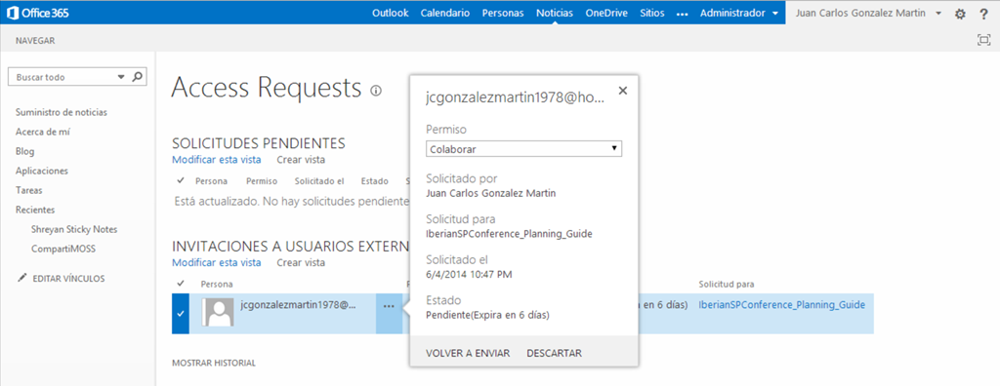 Office 365
Outlook Calendario Personas Noticias OneDrive Sitios ••• Administrador Juan Carlos Gonzalez Martin ?
NAVEGAR
Buscar todo
Suministro de noticias
Acerca de mí
Blog
Aplicaciones
Tareas
Recientes
Shreyan Sticky Notes
CompartiMOSS
EDITAR VÍNCULOS
Access Requests
SOLICITUDES PENDIENTES
Modificar esta vista Crear vista
Persona Permiso Solicitado el Estado S
Está actualizado. No hay solicitudes pendiente
INVITACIONES A USUARIOS EXTERN
Modificar esta vista Crear vista
Persona Solicitud para
jcgonzalezmartin1978@... ••• en 6 días) IberianSPConference_Planning_Guide
MOSTRAR HISTORIAL
jcgonzalezmartin1978@ho...
Permiso
Colaborar
Solicitado por
Juan Carlos Gonzalez Martin
Solicitud para
IberianSPConference_Planning_Guide
Solicitado el
6/4/2014 10:47 PM
Estado
Pendiente(Expira en 6 días)
VOLVER A ENVIAR DESCARTAR